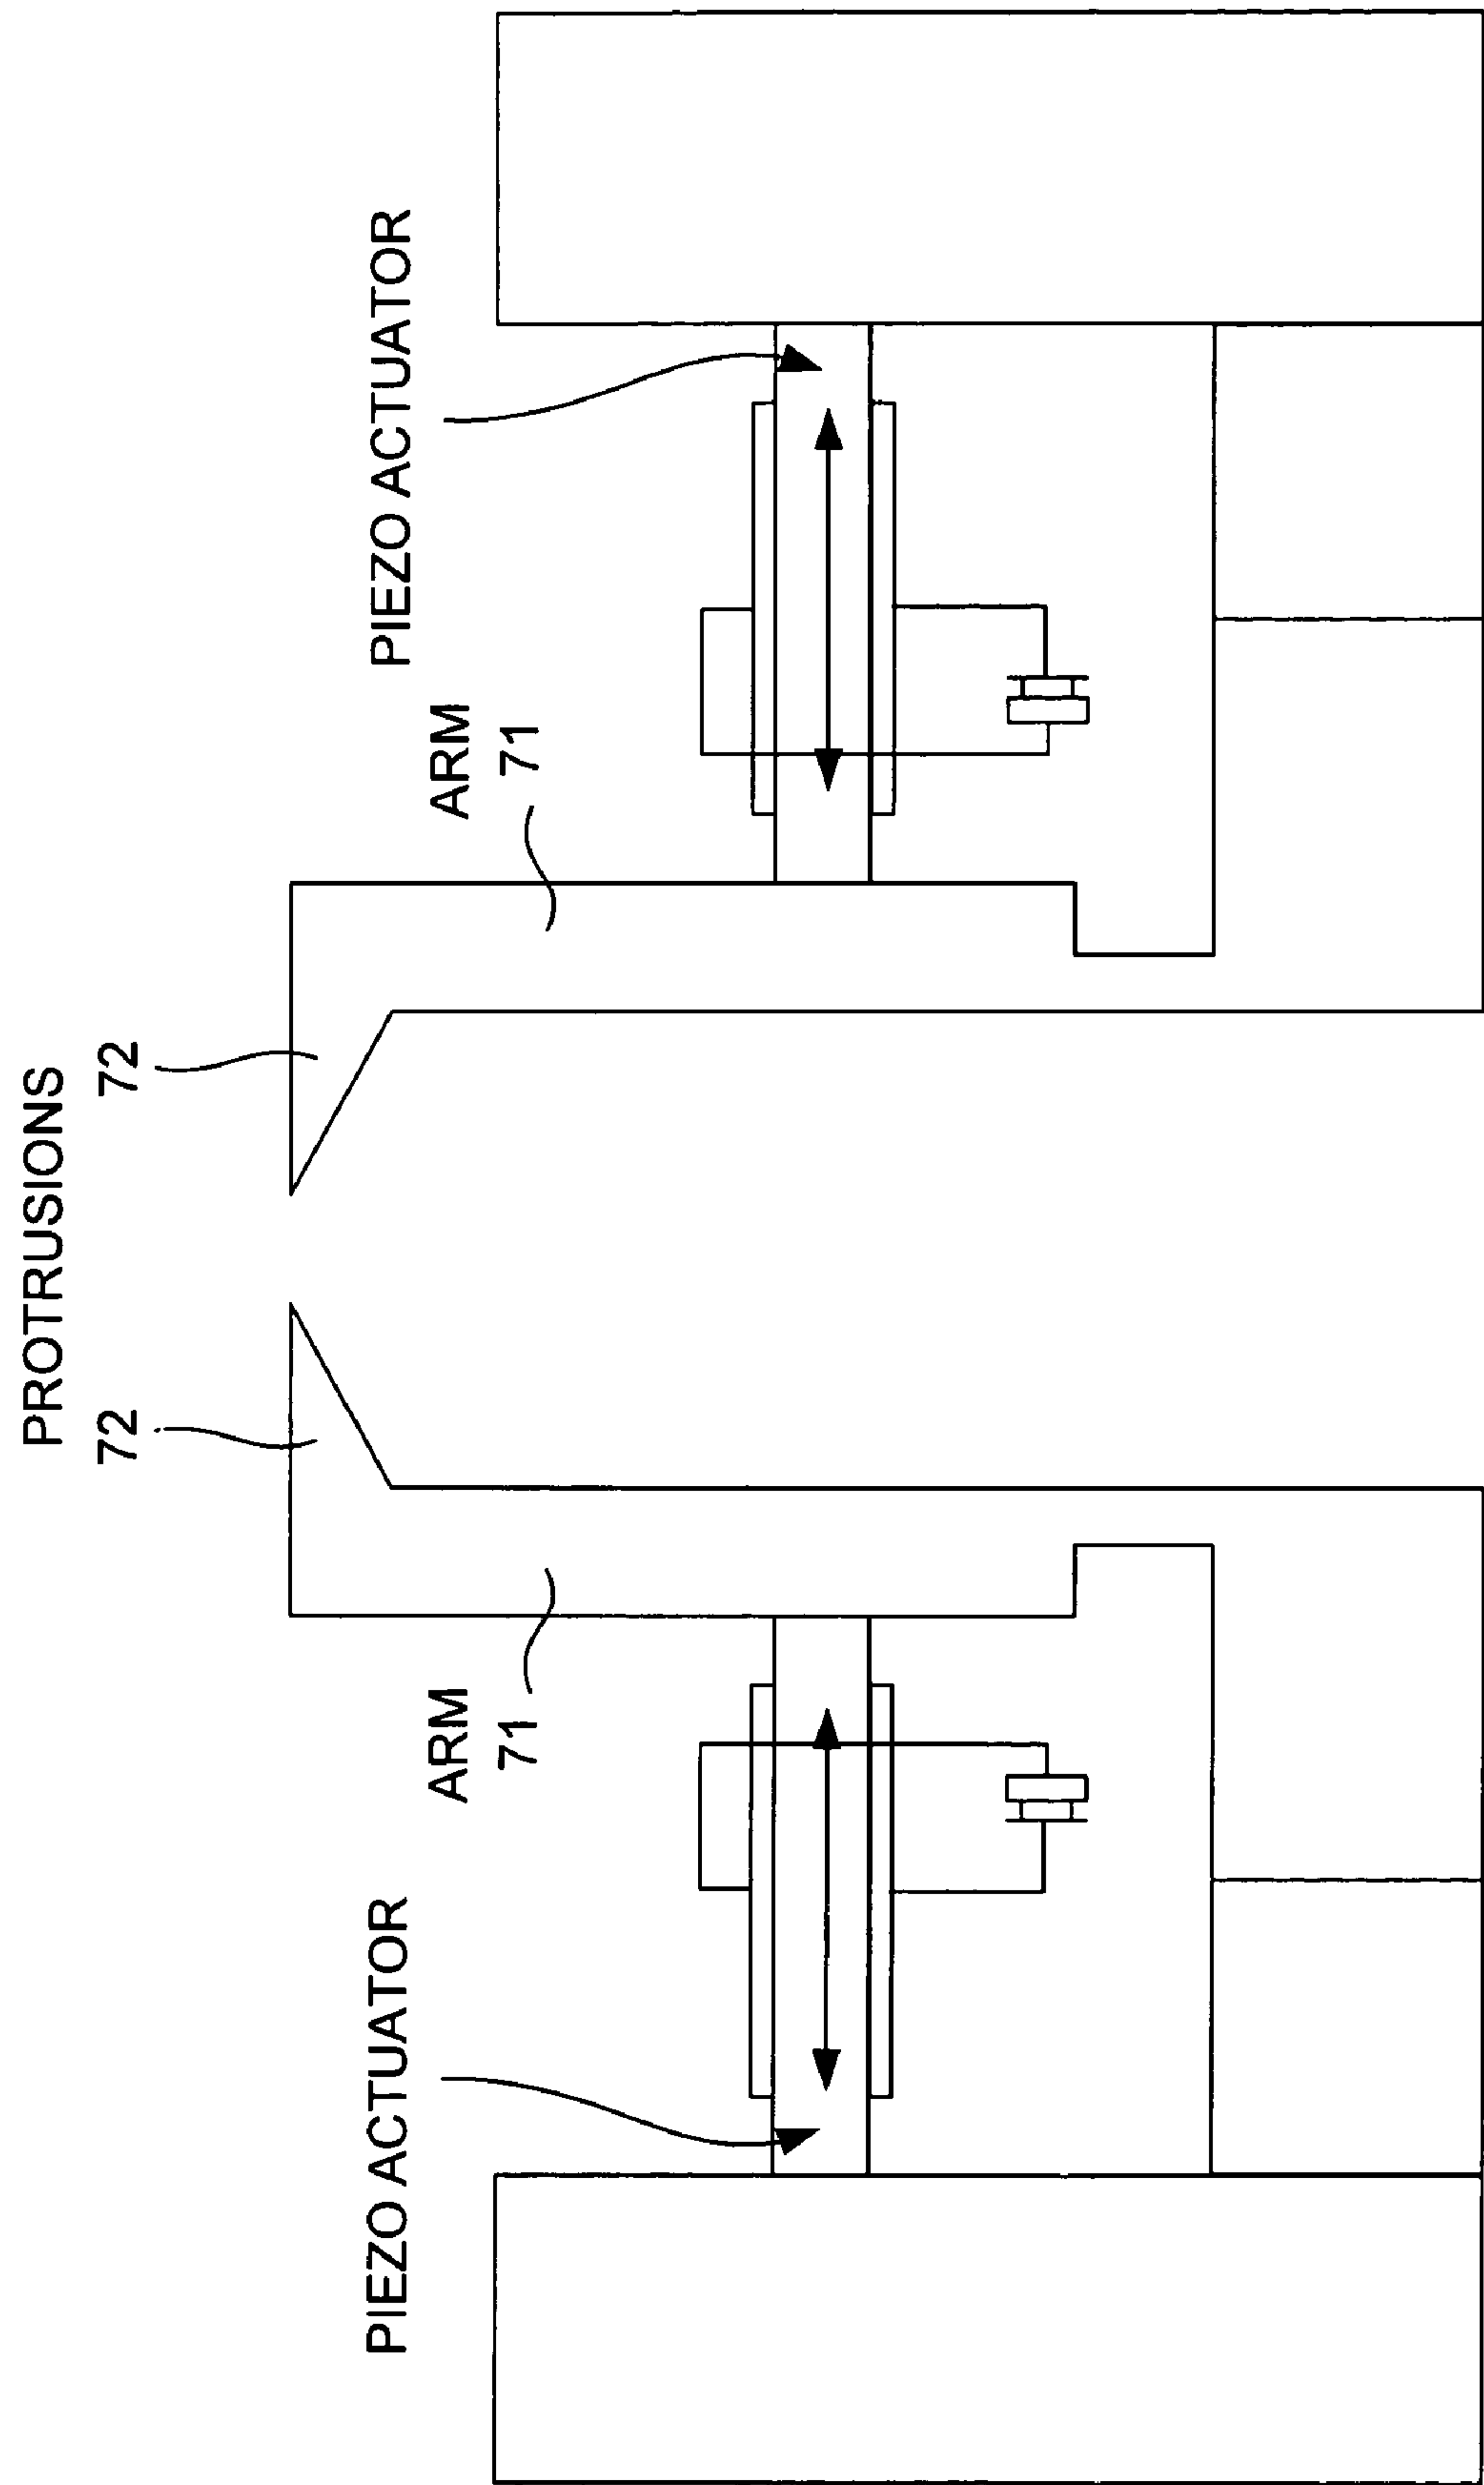 PROTRUSIONS
72
72
PIEZO ACTUATOR
ARM
71
ARM
71
PIEZO ACTUATOR